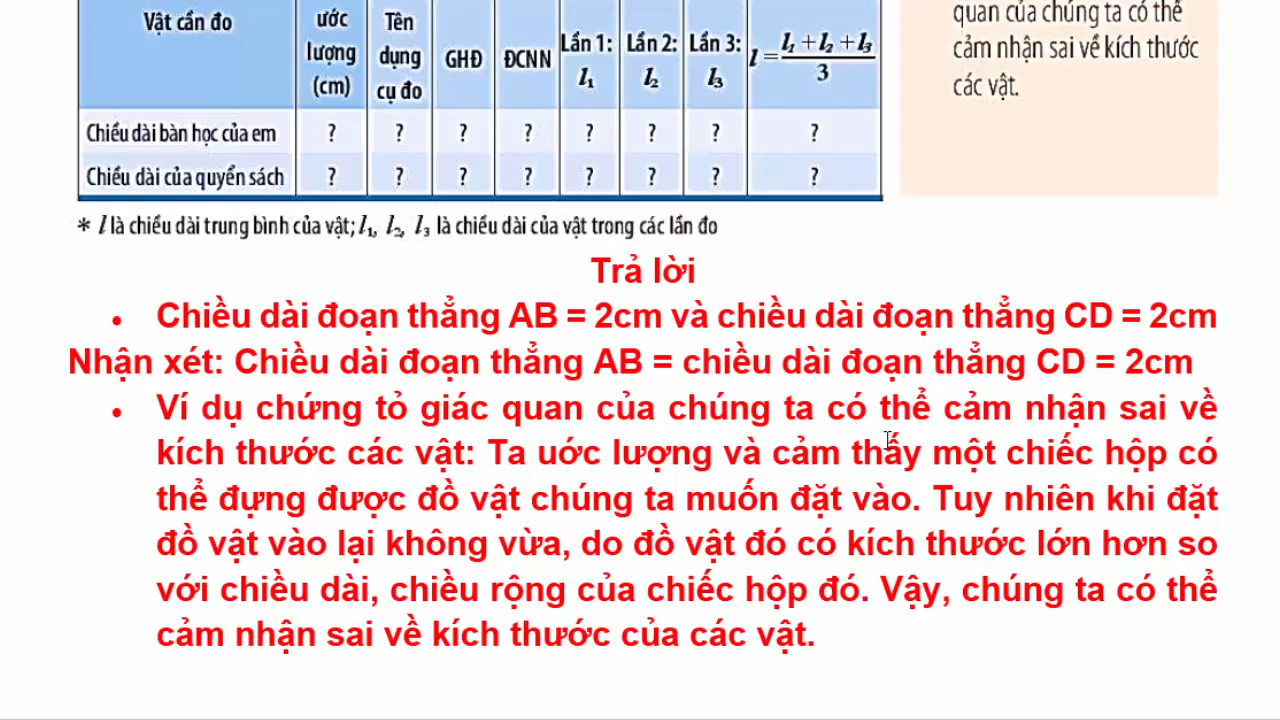 Vật cần đo
ước lượng (cm)
Tên dụng cụ đo
GHĐ
ĐCNN
Lần 1: l₁
Lần 2: l₂
Lần 3: l₃
l = (l₁ + l₂ + l₃)/3
Chiều dài bàn học của em ? ? ? ? ? ? ? ?
Chiều dài của quyển sách ? ? ? ? ? ? ? ?
* l là chiều dài trung bình của vật; l₁, l₂, l₃ là chiều dài của vật trong các lần đo
quan của chúng ta có thể
cảm nhận sai về kích thước
các vật.
Trả lời
• Chiều dài đoạn thẳng AB = 2cm và chiều dài đoạn thẳng CD = 2cm
Nhận xét: Chiều dài đoạn thẳng AB = chiều dài đoạn thẳng CD = 2cm
• Ví dụ chứng tỏ giác quan của chúng ta có thể cảm nhận sai về
kích thước các vật: Ta uớc lượng và cảm thấy một chiếc hộp có
thể đựng được đồ vật chúng ta muốn đặt vào. Tuy nhiên khi đặt
đồ vật vào lại không vừa, do đồ vật đó có kích thước lớn hơn so
với chiều dài, chiều rộng của chiếc hộp đó. Vậy, chúng ta có thể
cảm nhận sai về kích thước của các vật.